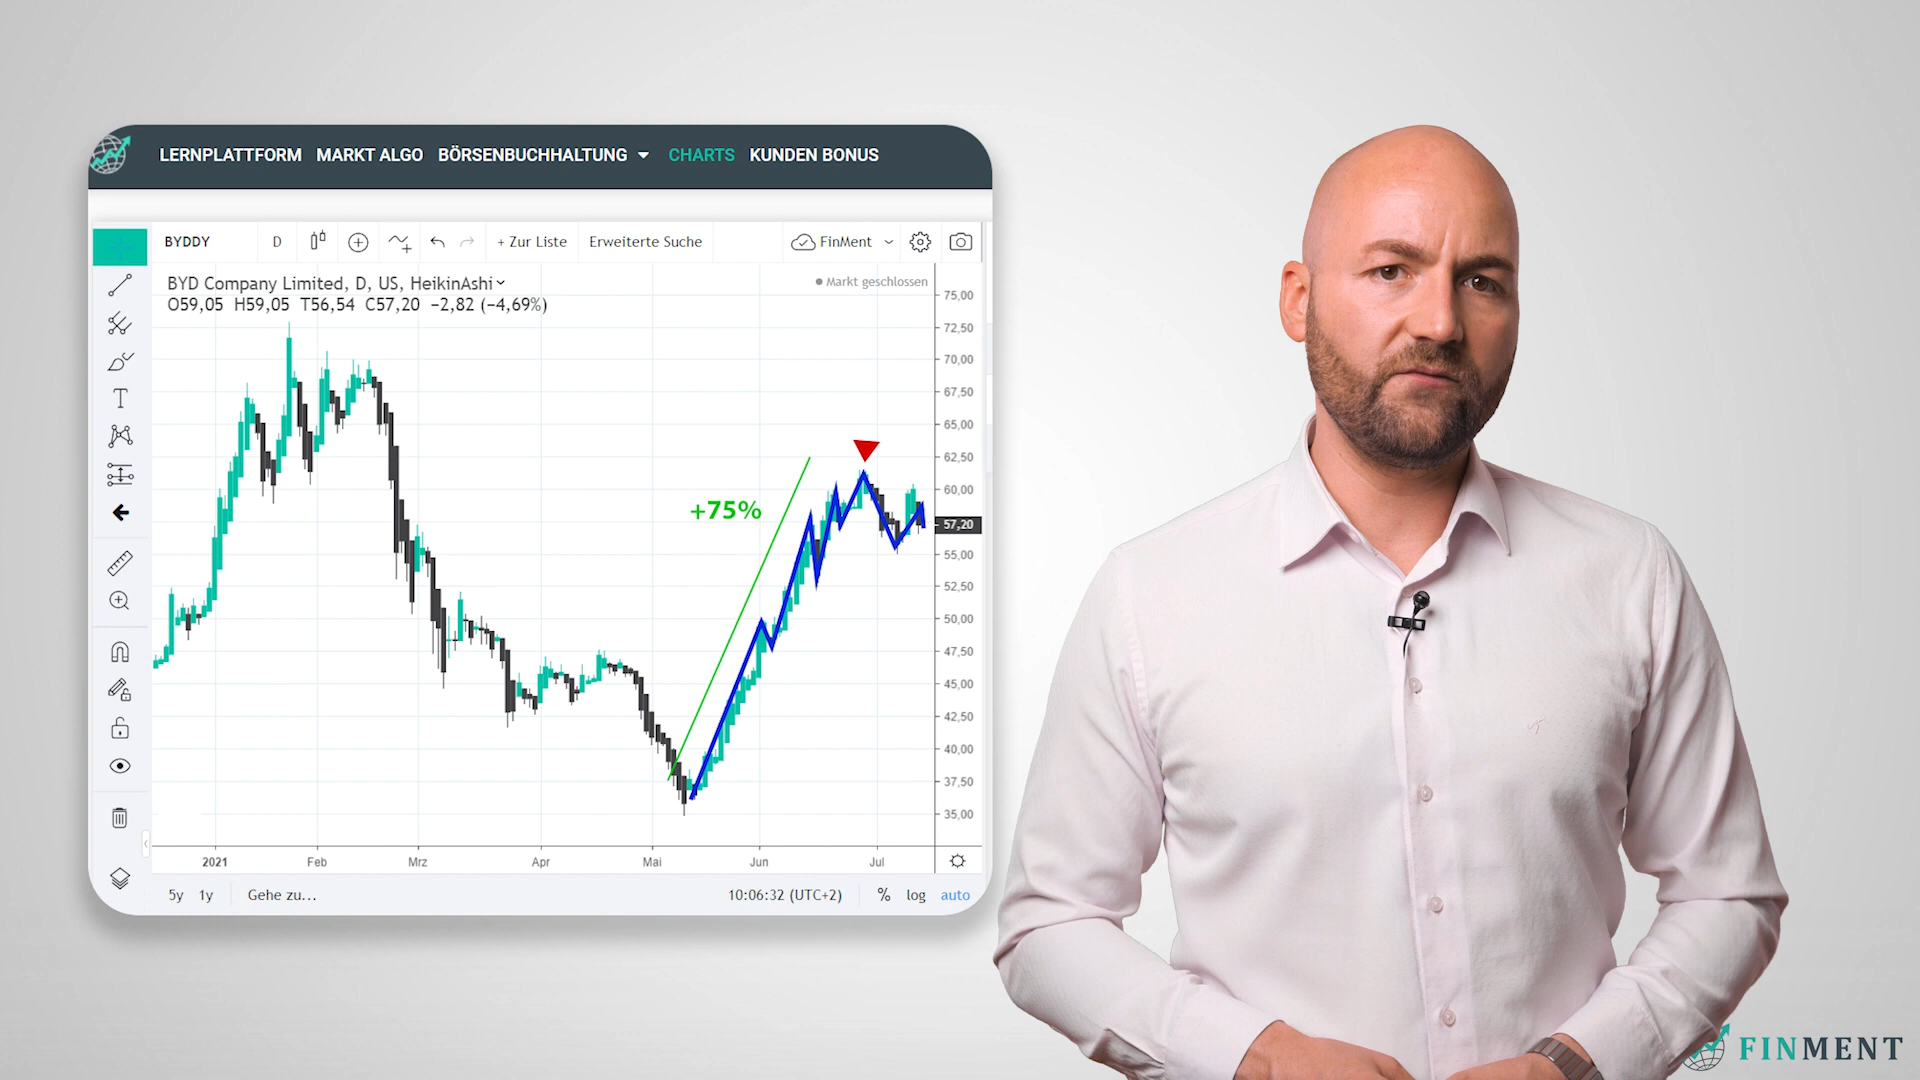 LERNPLATTFORM MARKT ALGO BÖRSENBUCHHALTUNG CHARTS KUNDEN BONUS
BYDDY D + Zur Liste Erweiterte Suche FinMent
BYD Company Limited, D, US, HeikinAshi
Markt geschlossen
O59,05 H59,05 T56,54 C57,20 −2,82 (−4,69%)
75,00
72,50
70,00
67,50
65,00
62,50
60,00
57,20
55,00
52,50
50,00
47,50
45,00
42,50
40,00
37,50
35,00
+75%
T
2021 Feb Mrz Apr Mai Jun Jul
5y 1y Gehe zu... 10:06:32 (UTC+2) % log auto
FINMENT